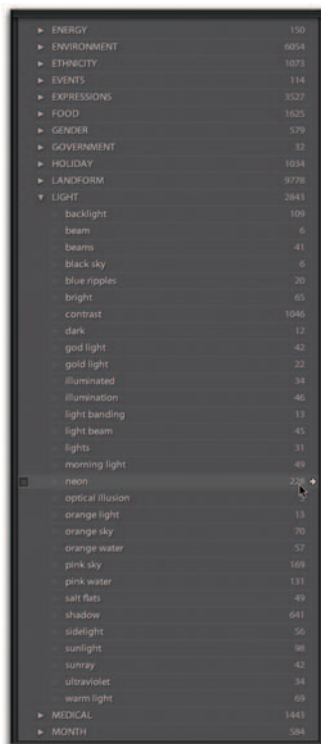 ENERGY 150
ENVIRONMENT 6054
ETHNICITY 1073
EVENTS 114
EXPRESSIONS 3527
FOOD 1625
GENDER 579
GOVERNMENT 32
HOLIDAY 1034
LANDFORM 9778
LIGHT 2843
backlight 109
beam 6
beams 41
black sky 6
blue ripples 20
bright 65
contrast 1046
dark 12
god light 42
gold light 22
illuminated 34
illumination 46
light banding 13
light beam 45
lights 31
morning light 49
neon 228
optical illusion
orange light 13
orange sky 70
orange water 57
pink sky 169
pink water 131
salt flats 49
shadow 641
sidelight 56
sunlight 98
sunray 42
ultraviolet 34
warm light 69
MEDICAL 1443
MONTH 584